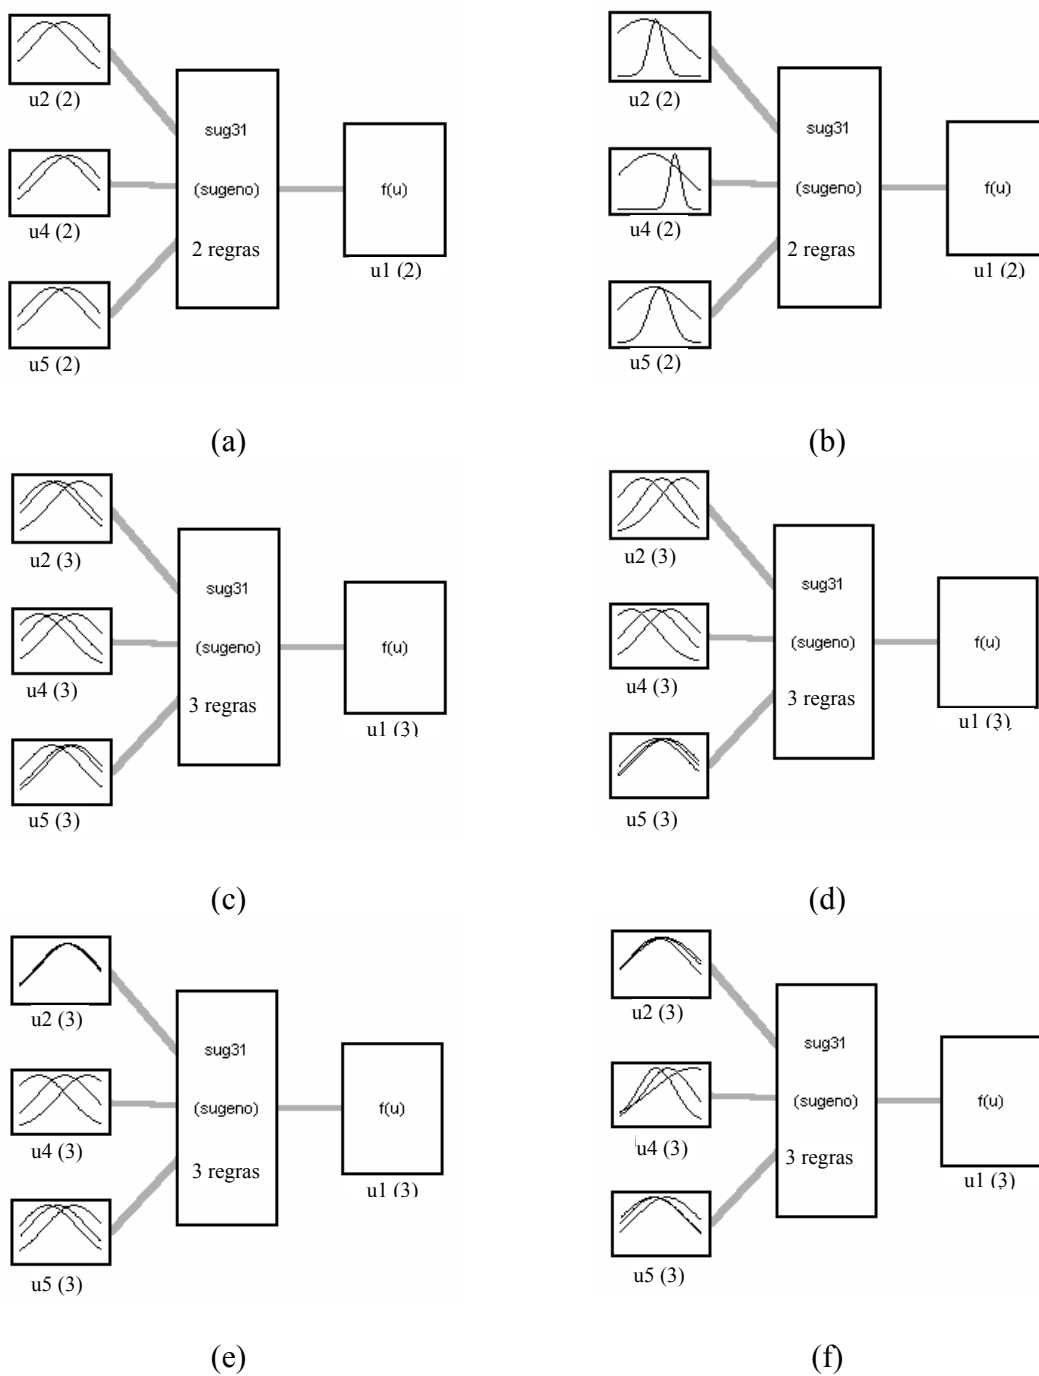 u2 (2)
sug31
(sugeno)
f(u)
u4 (2)
2 regras
u1 (2)
u5 (2)
(a)
u2 (2)
sug31
(sugeno)
f(u)
u4 (2)
2 regras
u1 (2)
u5 (2)
(b)
u2 (3)
sug31
(sugeno)
f(u)
u4 (3)
3 regras
u1 (3)
u5 (3)
(c)
u2 (3)
sug31
(sugeno)
f(u)
u4 (3)
3 regras
u1 (3)
u5 (3)
(d)
u2 (3)
sug31
(sugeno)
f(u)
u4 (3)
3 regras
u1 (3)
u5 (3)
(e)
u2 (3)
sug31
(sugeno)
f(u)
u4 (3)
3 regras
u1 (3)
u5 (3)
(f)